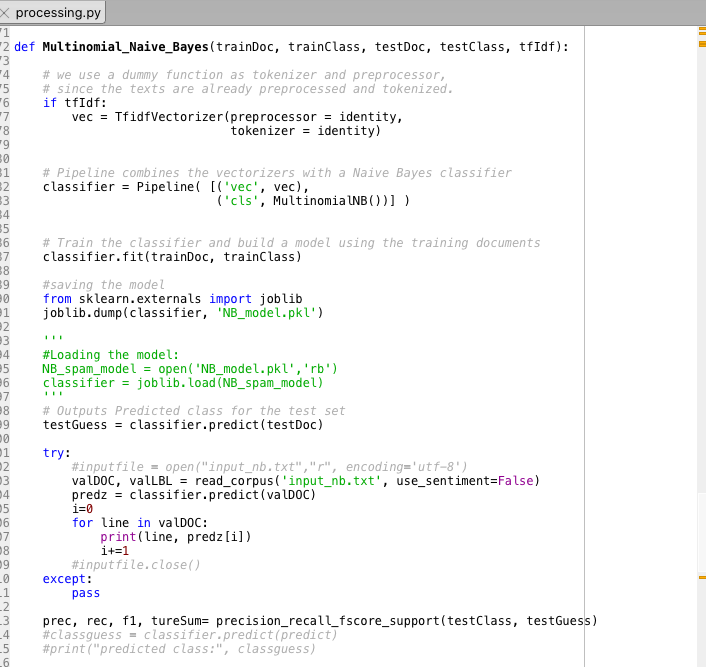 processing.py
71
72 def Multinomial_Naive_Bayes(trainDoc, trainClass, testDoc, testClass, tfIdf):
73
74     # we use a dummy function as tokenizer and preprocessor,
75     # since the texts are already preprocessed and tokenized.
76     if tfIdf:
77         vec = TfidfVectorizer(preprocessor = identity,
78                               tokenizer = identity)
79
80
81     # Pipeline combines the vectorizers with a Naive Bayes classifier
82     classifier = Pipeline( [('vec', vec),
83                             ('cls', MultinomialNB())] )
84
85
86     # Train the classifier and build a model using the training documents
87     classifier.fit(trainDoc, trainClass)
88
89     #saving the model
90     from sklearn.externals import joblib
91     joblib.dump(classifier, 'NB_model.pkl')
92
93     '''
94     #Loading the model:
95     NB_spam_model = open('NB_model.pkl','rb')
96     classifier = joblib.load(NB_spam_model)
97     '''
98     # Outputs Predicted class for the test set
99     testGuess = classifier.predict(testDoc)
00
01     try:
02         #inputfile = open("input_nb.txt","r", encoding='utf-8')
03         valDOC, valLBL = read_corpus('input_nb.txt', use_sentiment=False)
04         predz = classifier.predict(valDOC)
05         i=0
06         for line in valDOC:
07             print(line, predz[i])
08             i+=1
09         #inputfile.close()
10     except:
11         pass
12
13     prec, rec, f1, tureSum= precision_recall_fscore_support(testClass, testGuess)
14     #classguess = classifier.predict(predict)
15     #print("predicted class:", classguess)
16